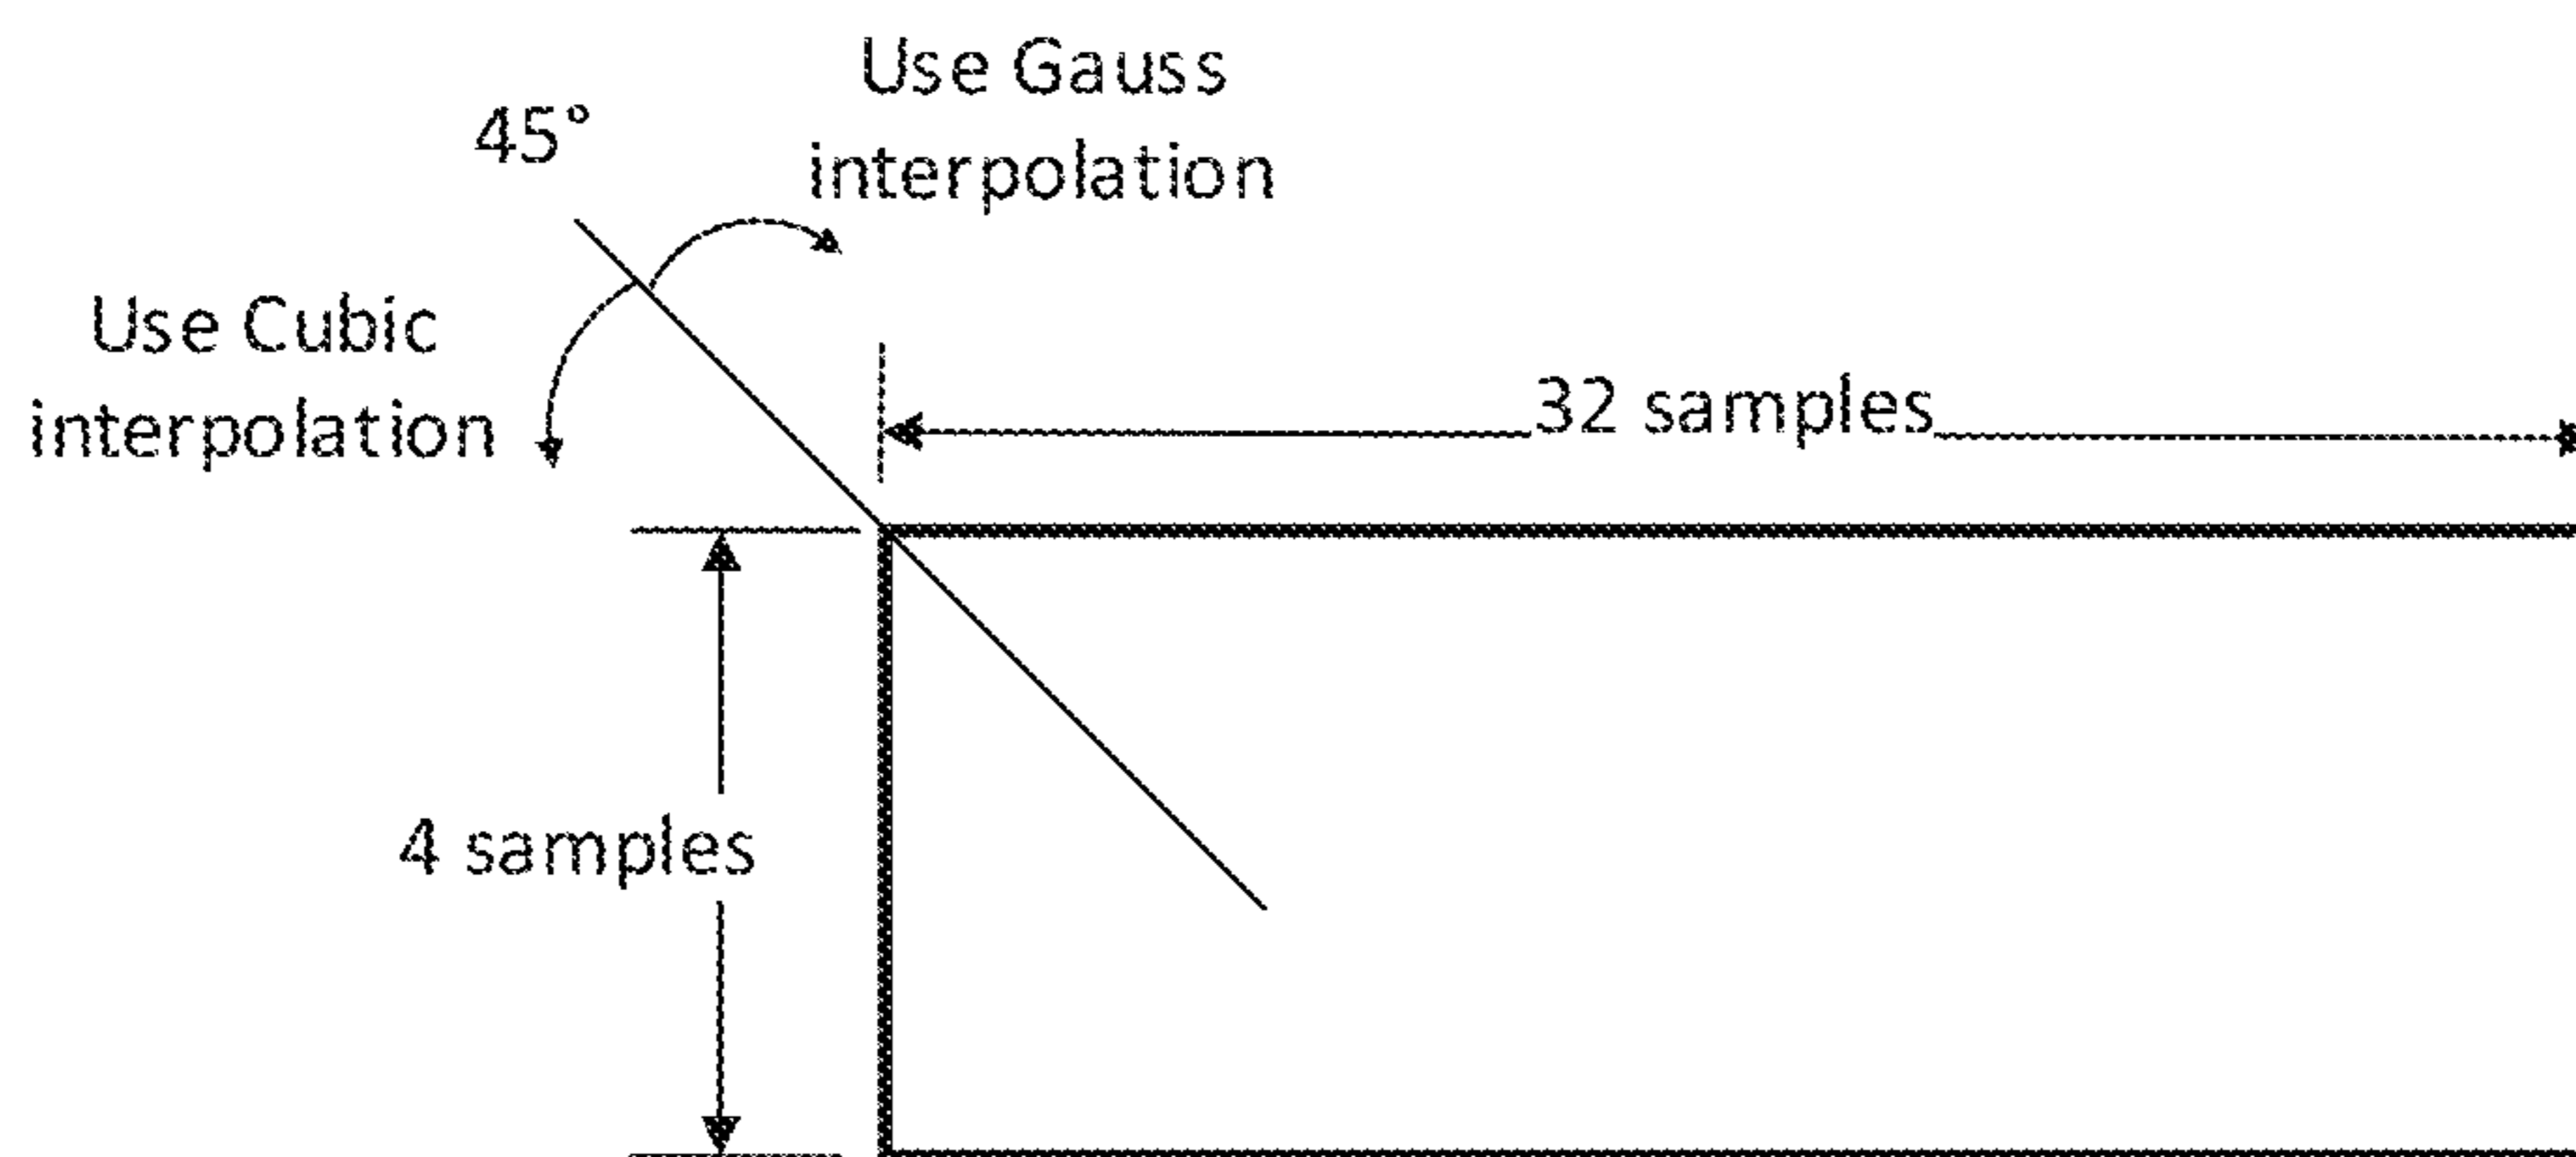 Use Gauss
interpolation
45°
Use Cubic
interpolation
32 samples
4 samples